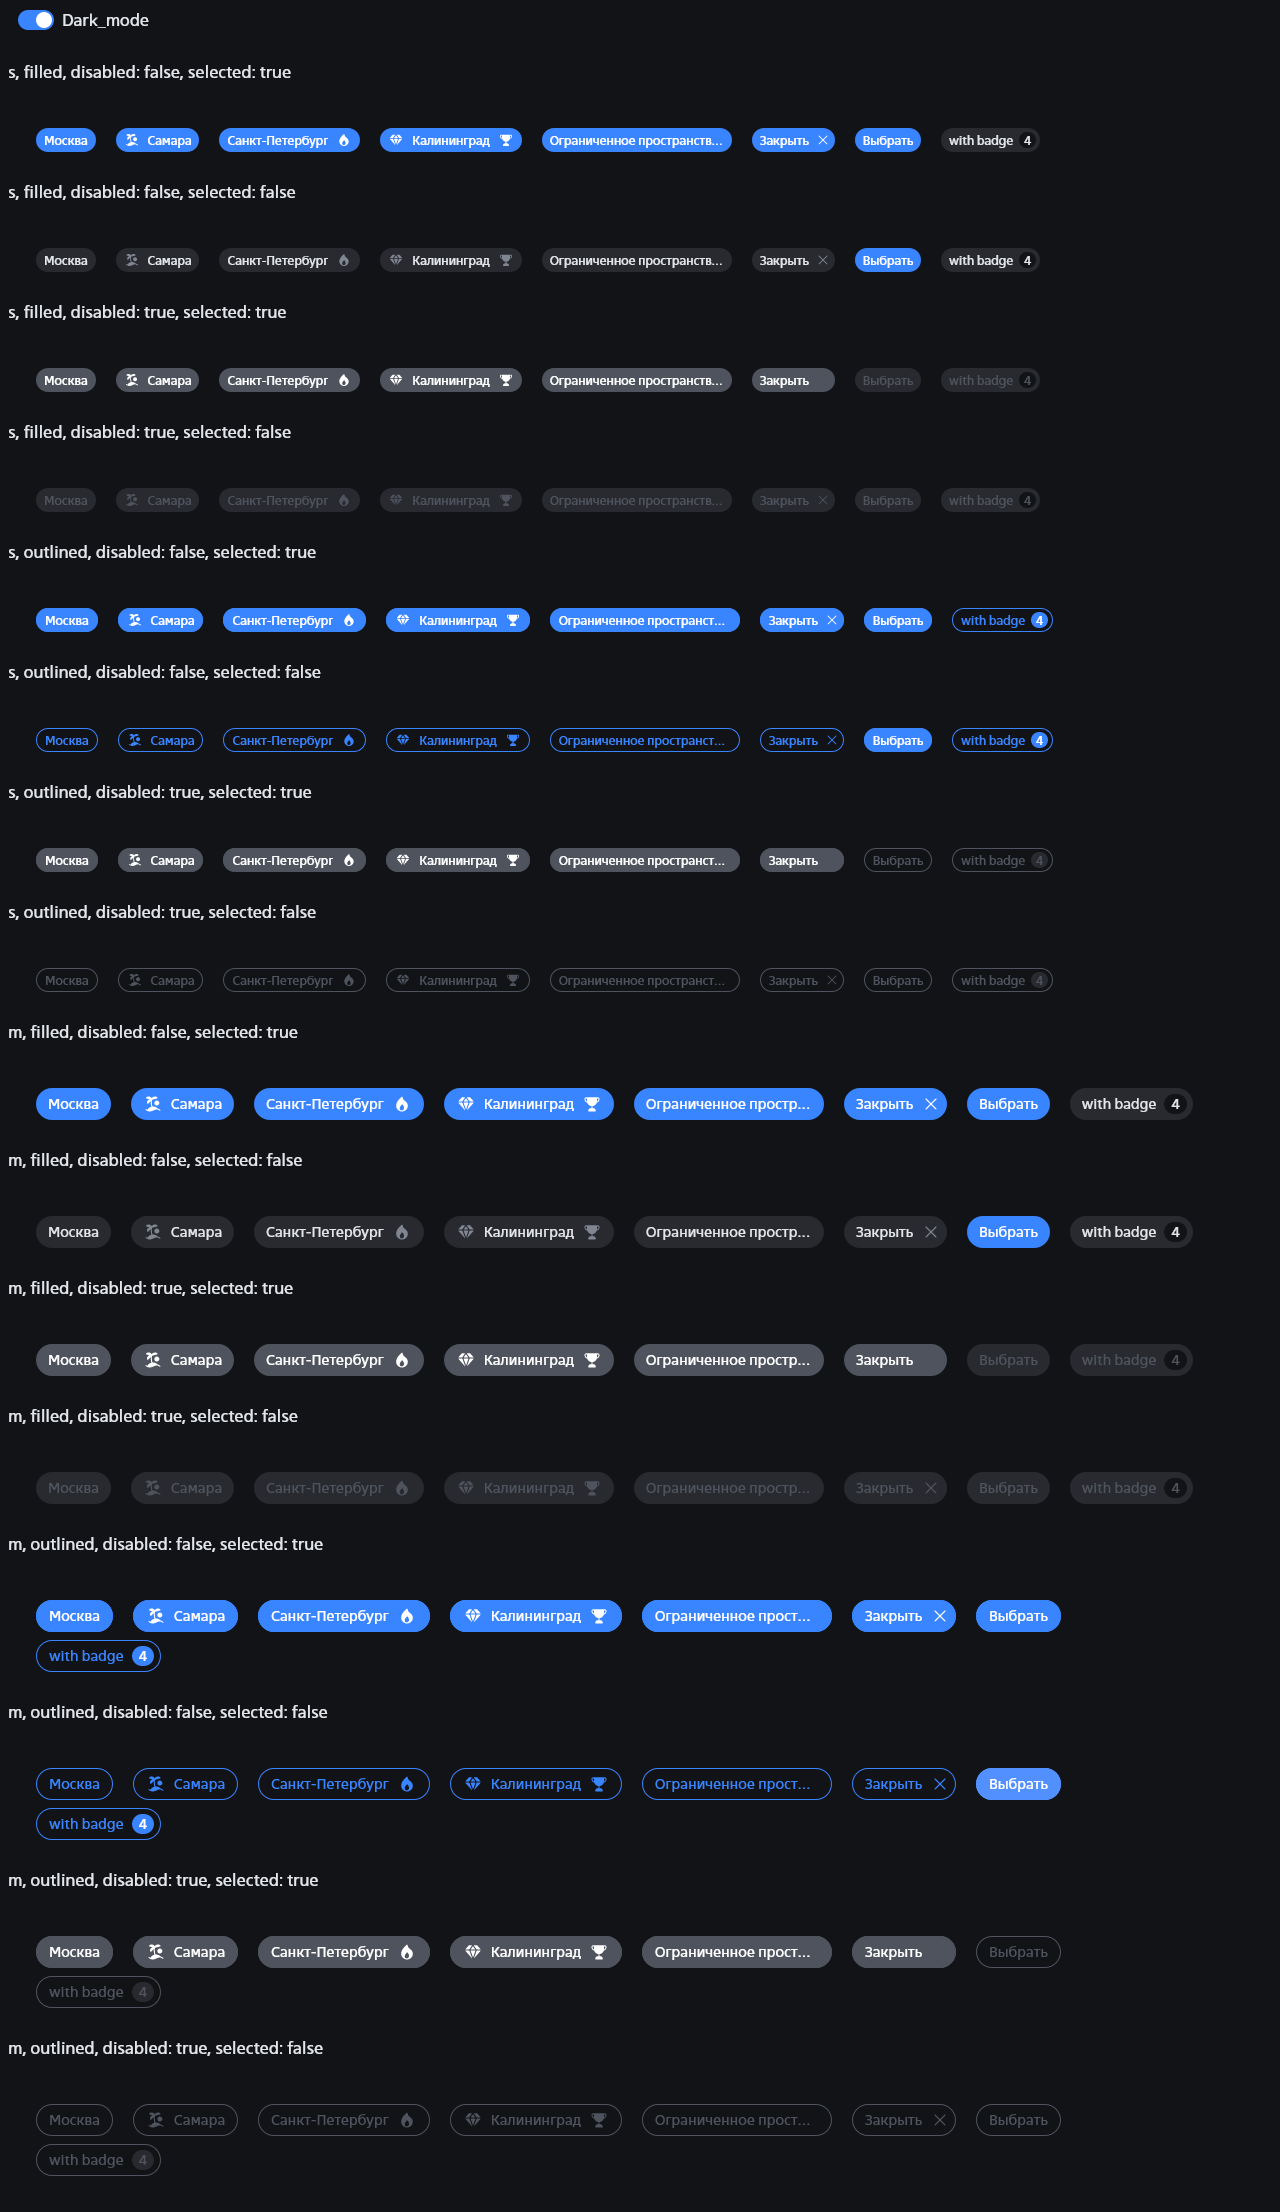 Dark_mode
s, filled, disabled: false, selected: true
Москва Самара Санкт-Петербург Калининград Ограниченное пространств... Закрыть Выбрать with badge 4
s, filled, disabled: false, selected: false
Москва Самара Санкт-Петербург Калининград Ограниченное пространств... Закрыть Выбрать with badge 4
s, filled, disabled: true, selected: true
Москва Самара Санкт-Петербург Калининград Ограниченное пространств... Закрыть Выбрать with badge 4
s, filled, disabled: true, selected: false
Москва Самара Санкт-Петербург Калининград Ограниченное пространств... Закрыть Выбрать with badge 4
s, outlined, disabled: false, selected: true
Москва Самара Санкт-Петербург Калининград Ограниченное пространст... Закрыть Выбрать with badge 4
s, outlined, disabled: false, selected: false
Москва Самара Санкт-Петербург Калининград Ограниченное пространст... Закрыть Выбрать with badge 4
s, outlined, disabled: true, selected: true
Москва Самара Санкт-Петербург Калининград Ограниченное пространст... Закрыть Выбрать with badge 4
s, outlined, disabled: true, selected: false
Москва Самара Санкт-Петербург Калининград Ограниченное пространст... Закрыть Выбрать with badge 4
m, filled, disabled: false, selected: true
Москва Самара Санкт-Петербург Калининград Ограниченное простр... Закрыть Выбрать with badge 4
m, filled, disabled: false, selected: false
Москва Самара Санкт-Петербург Калининград Ограниченное простр... Закрыть Выбрать with badge 4
m, filled, disabled: true, selected: true
Москва Самара Санкт-Петербург Калининград Ограниченное простр... Закрыть Выбрать with badge 4
m, filled, disabled: true, selected: false
Москва Самара Санкт-Петербург Калининград Ограниченное простр... Закрыть Выбрать with badge 4
m, outlined, disabled: false, selected: true
Москва Самара Санкт-Петербург Калининград Ограниченное прост... Закрыть Выбрать
with badge 4
m, outlined, disabled: false, selected: false
Москва Самара Санкт-Петербург Калининград Ограниченное прост... Закрыть Выбрать
with badge 4
m, outlined, disabled: true, selected: true
Москва Самара Санкт-Петербург Калининград Ограниченное прост... Закрыть Выбрать
with badge 4
m, outlined, disabled: true, selected: false
Москва Самара Санкт-Петербург Калининград Ограниченное прост... Закрыть Выбрать
with badge 4